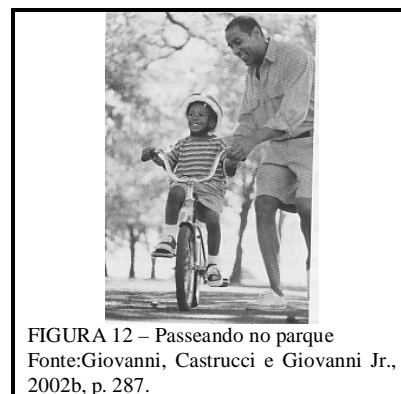 FIGURA 12 – Passeando no parque
Fonte:Giovanni, Castrucci e Giovanni Jr.,
2002b, p. 287.